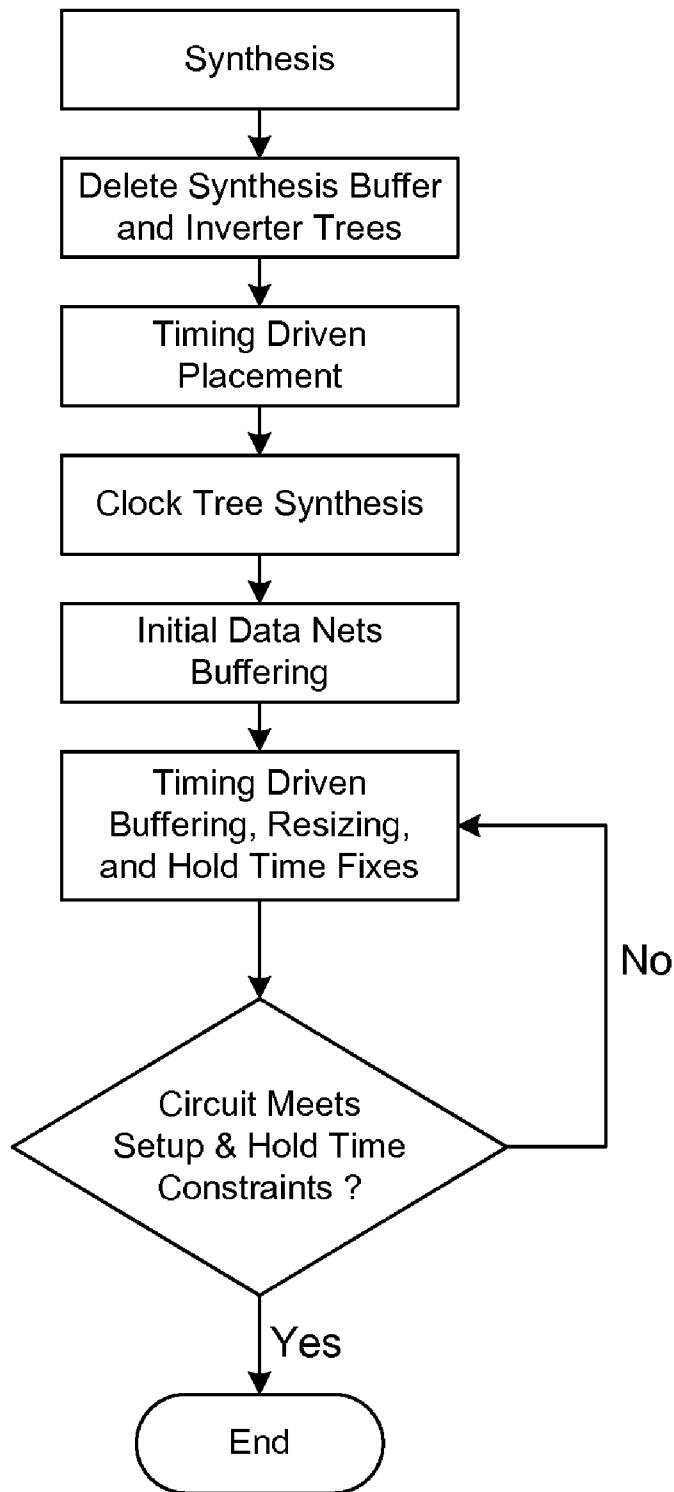 Synthesis
Delete Synthesis Buffer
and Inverter Trees
Timing Driven
Placement
Clock Tree Synthesis
Initial Data Nets
Buffering
Timing Driven
Buffering, Resizing,
and Hold Time Fixes
No
Circuit Meets
Setup & Hold Time
Constraints ?
Yes
End